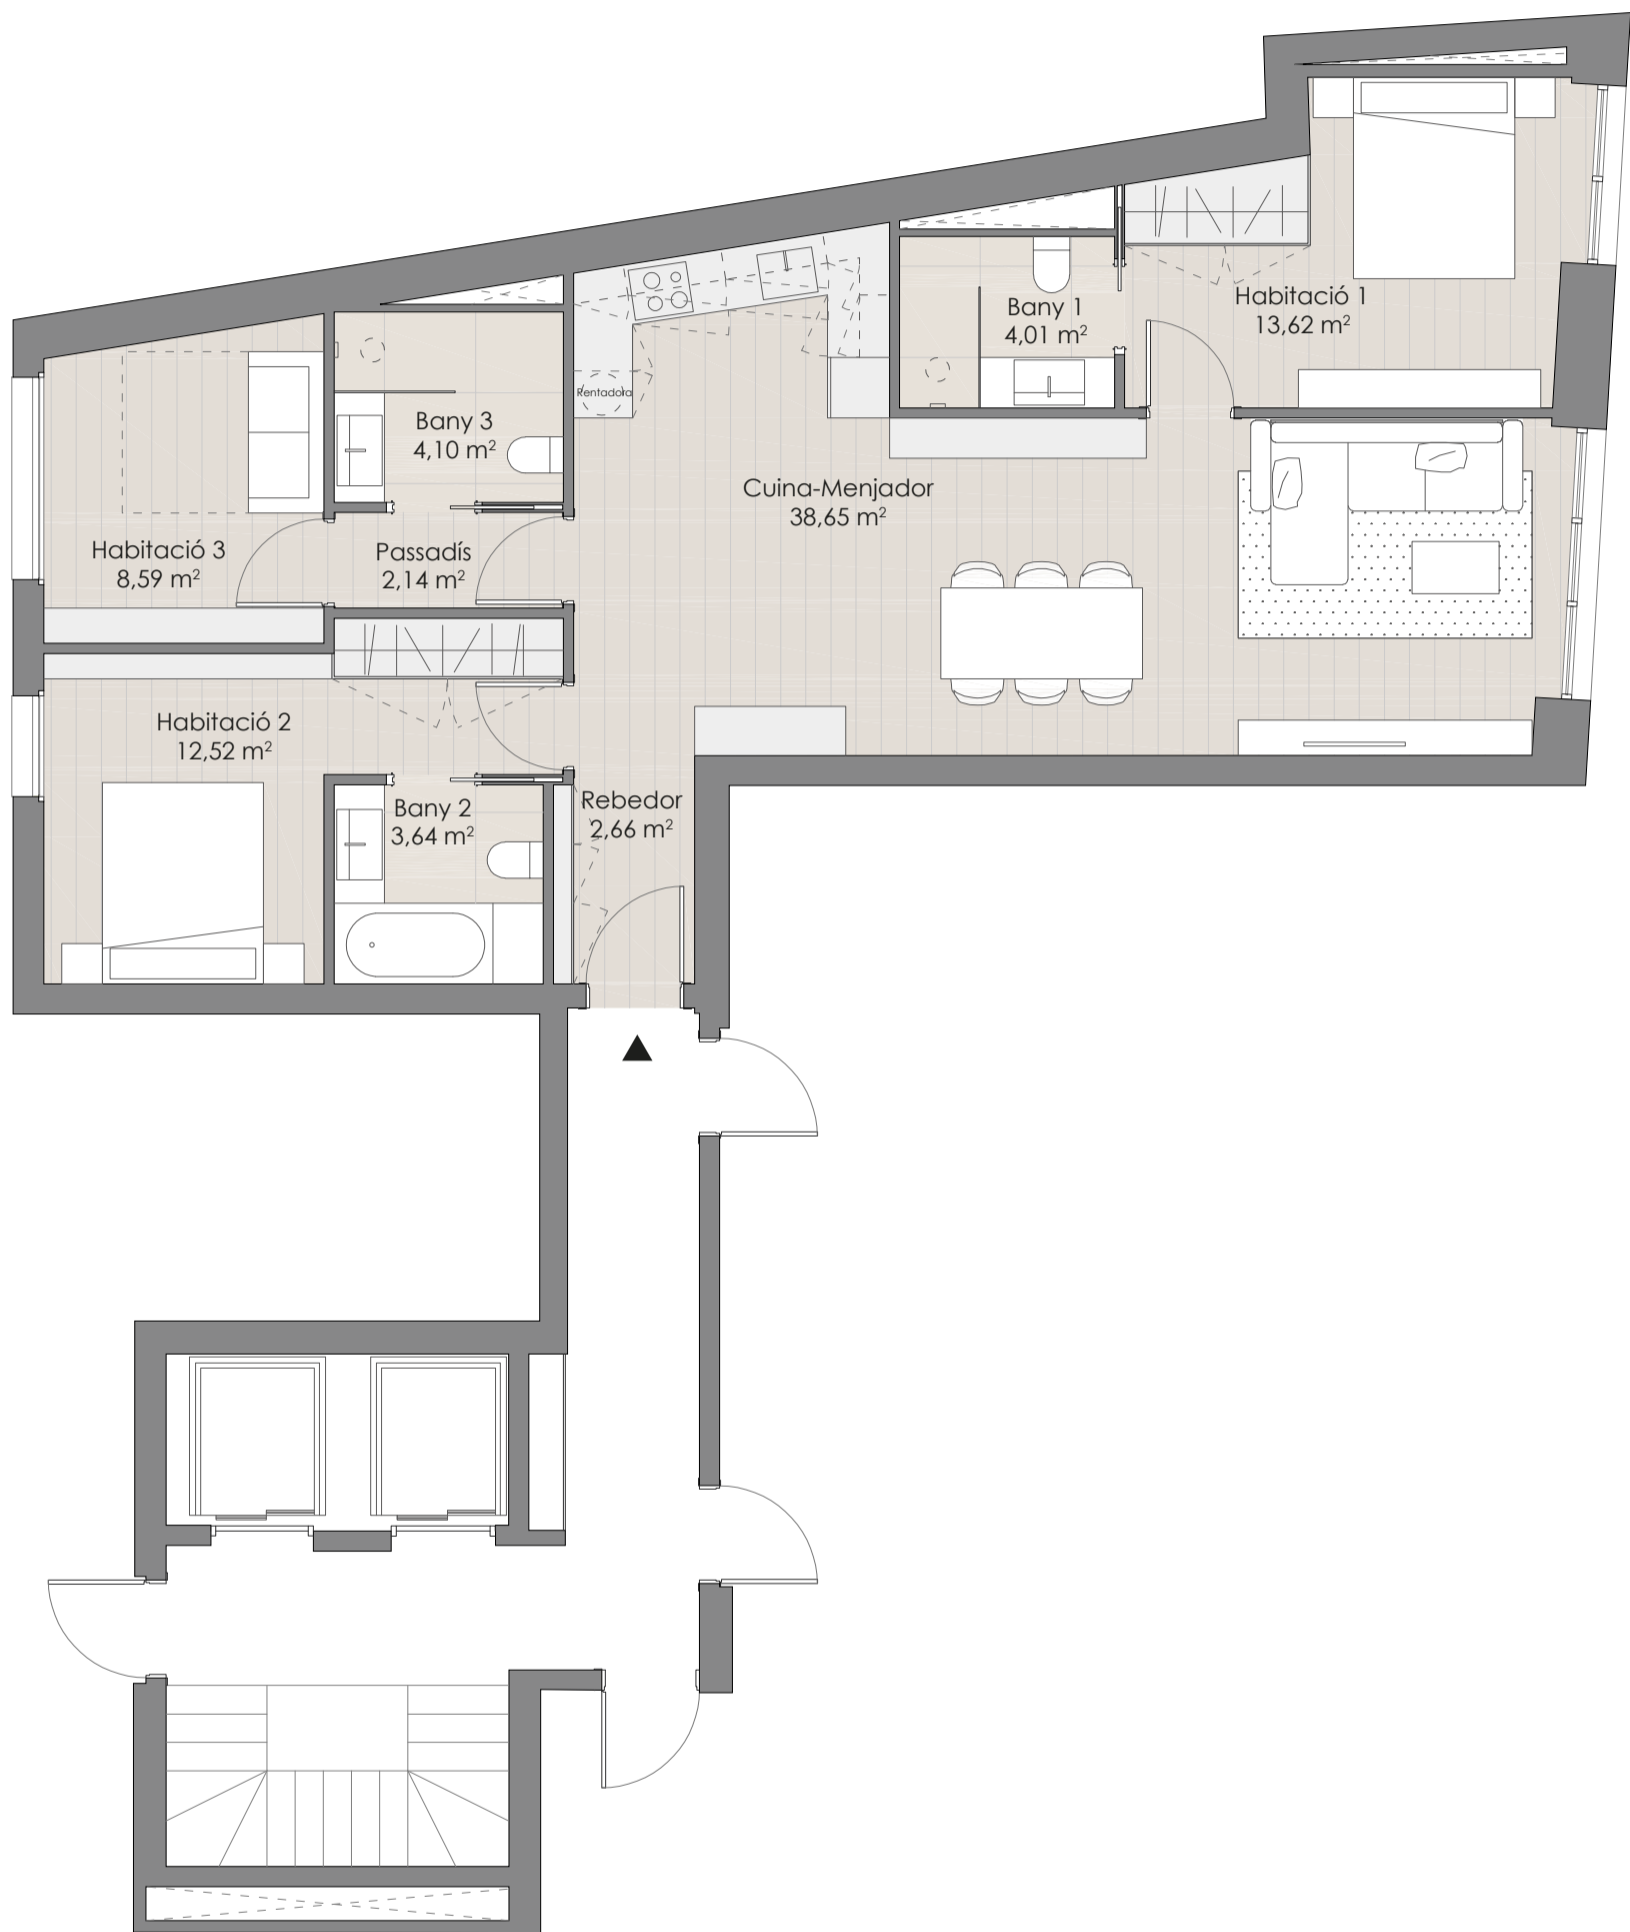 Habitació 1
13,62 m²
Bany 1
4,01 m²
Rentadora
Bany 3
4,10 m²
Cuina-Menjador
38,65 m²
Habitació 3
8,59 m²
Passadís
2,14 m²
Habitació 2
12,52 m²
Bany 2
3,64 m²
Rebedor
2,66 m²